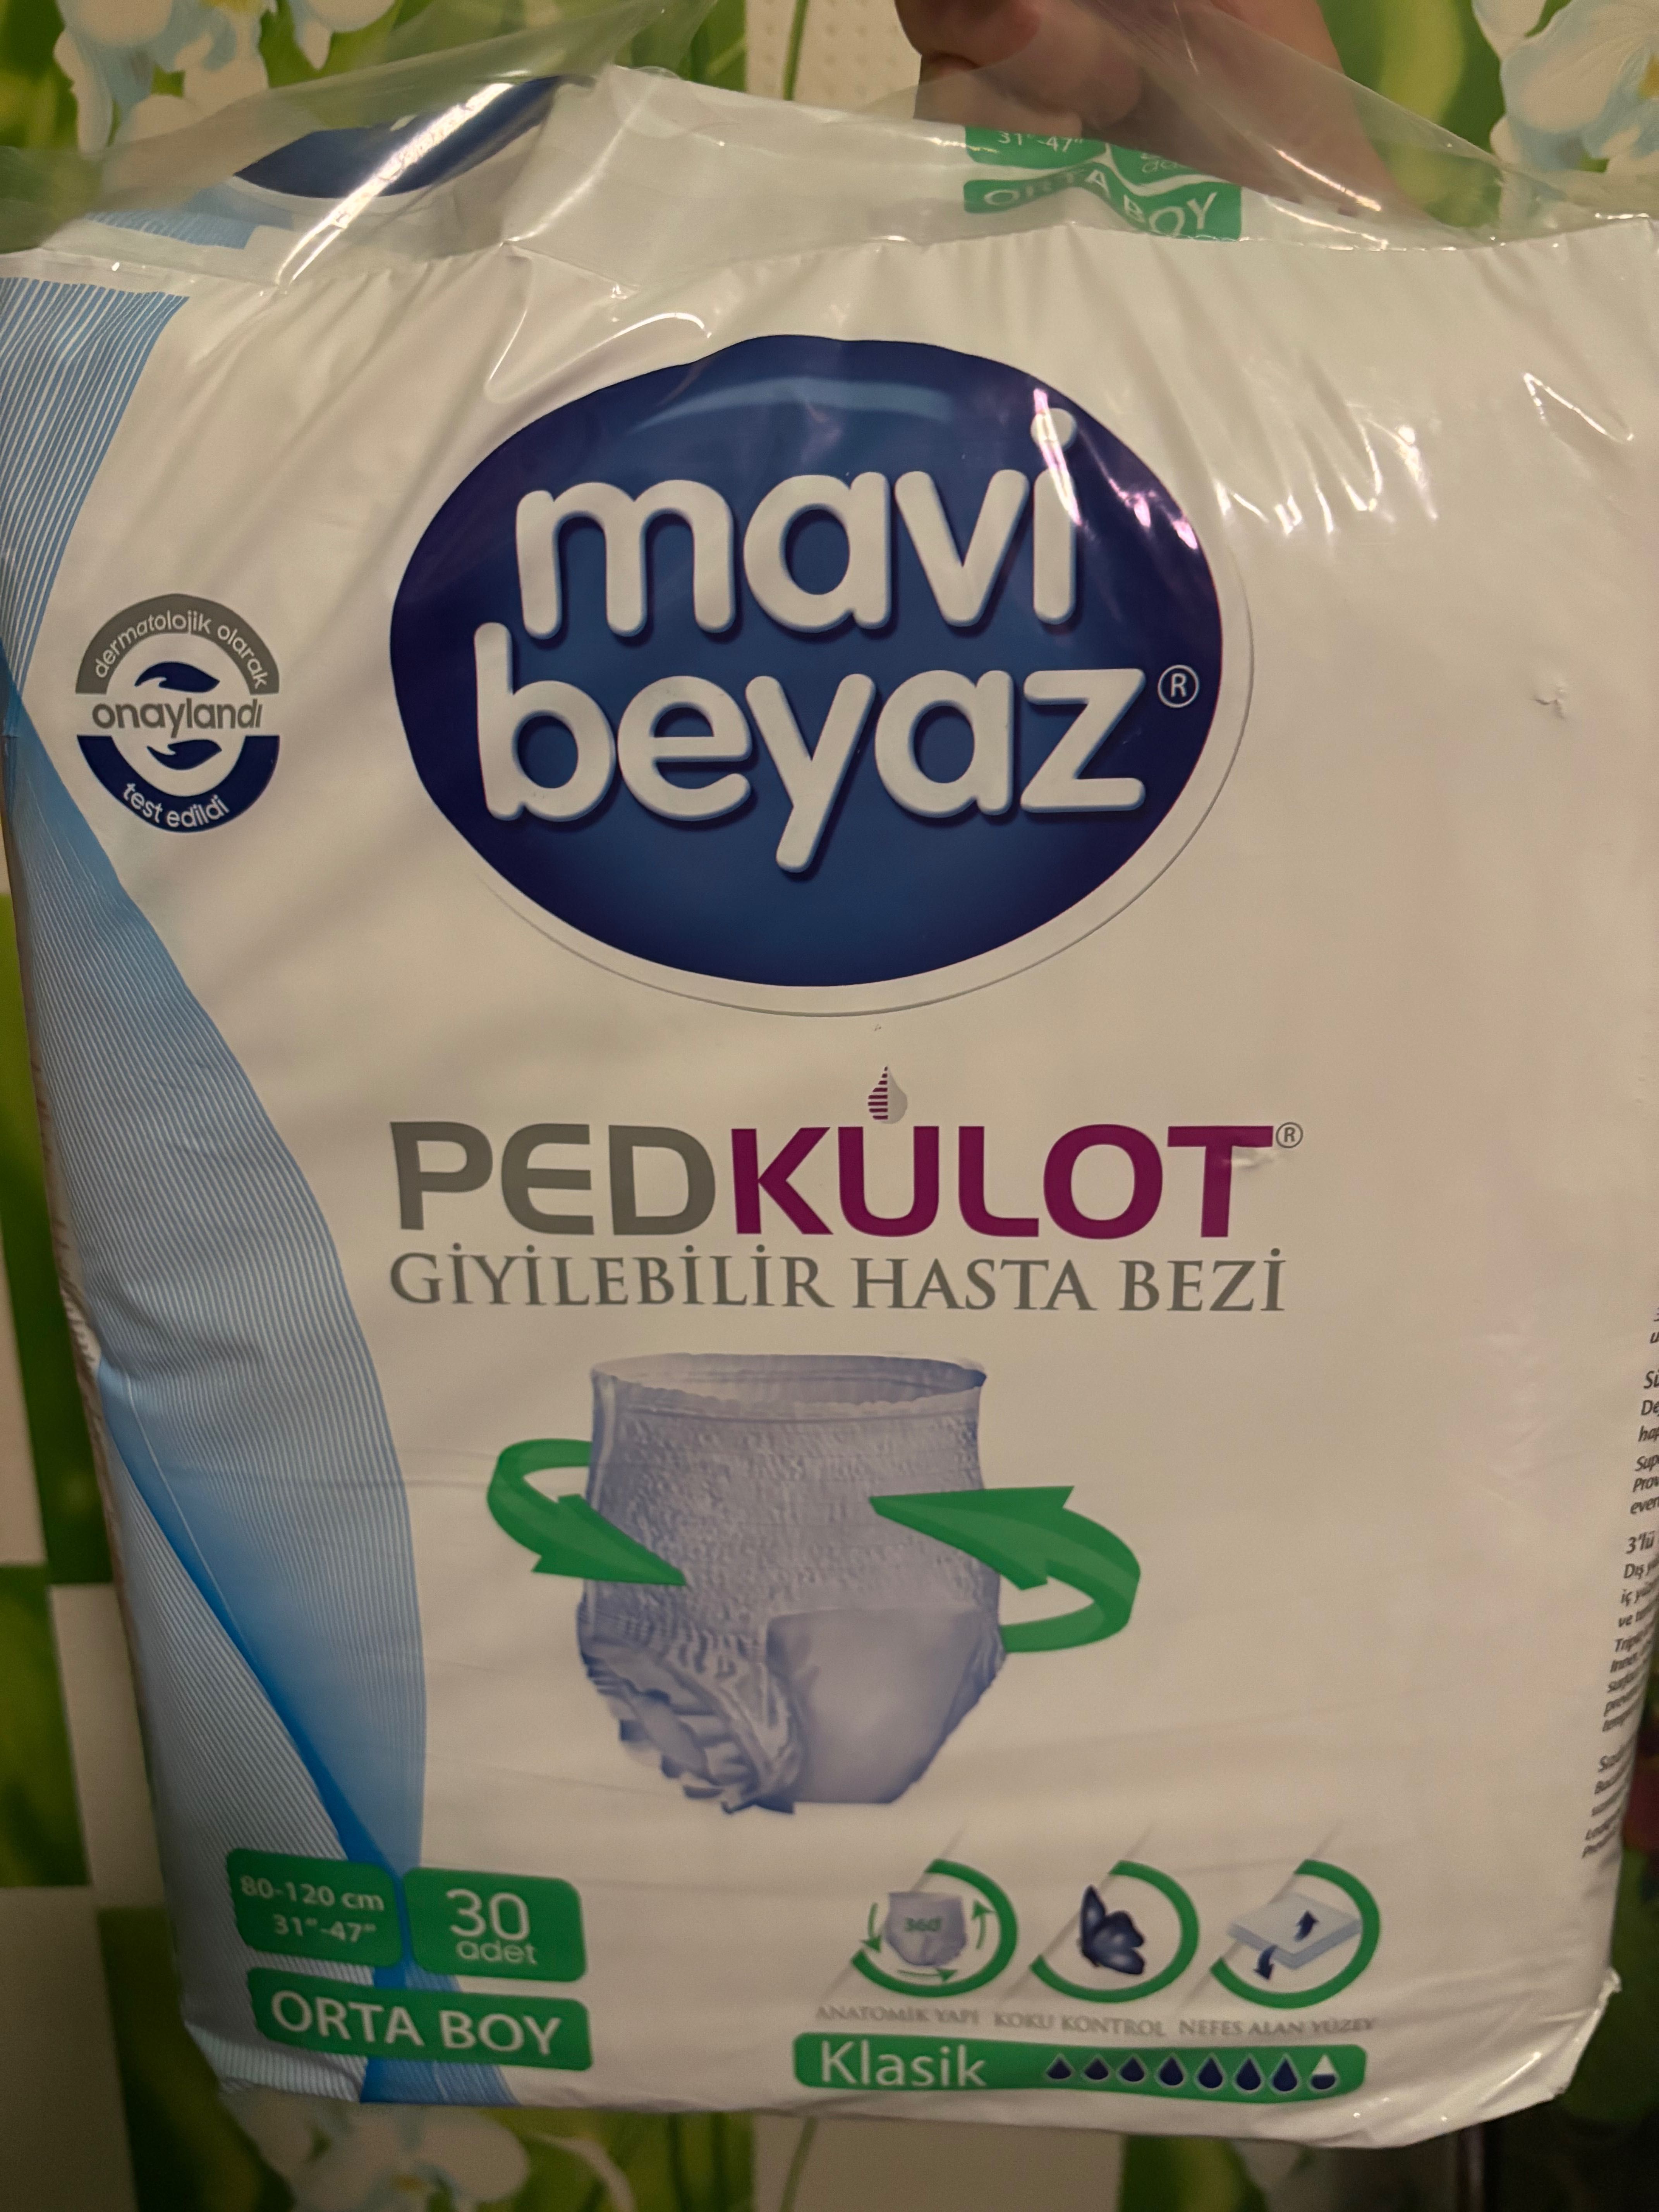 31"-47"
ORTA BOY
mavi
beyaz®
dermatolojik olarak
onaylandı
test edildi
PEDKÜLOT®
GİYİLEBİLİR HASTA BEZİ
80-120 cm
31"-47"
30
adet
ORTA BOY
360°
ANATOMİK YAPI KOKU KONTROL NEFES ALAN YÜZEY
Klasik